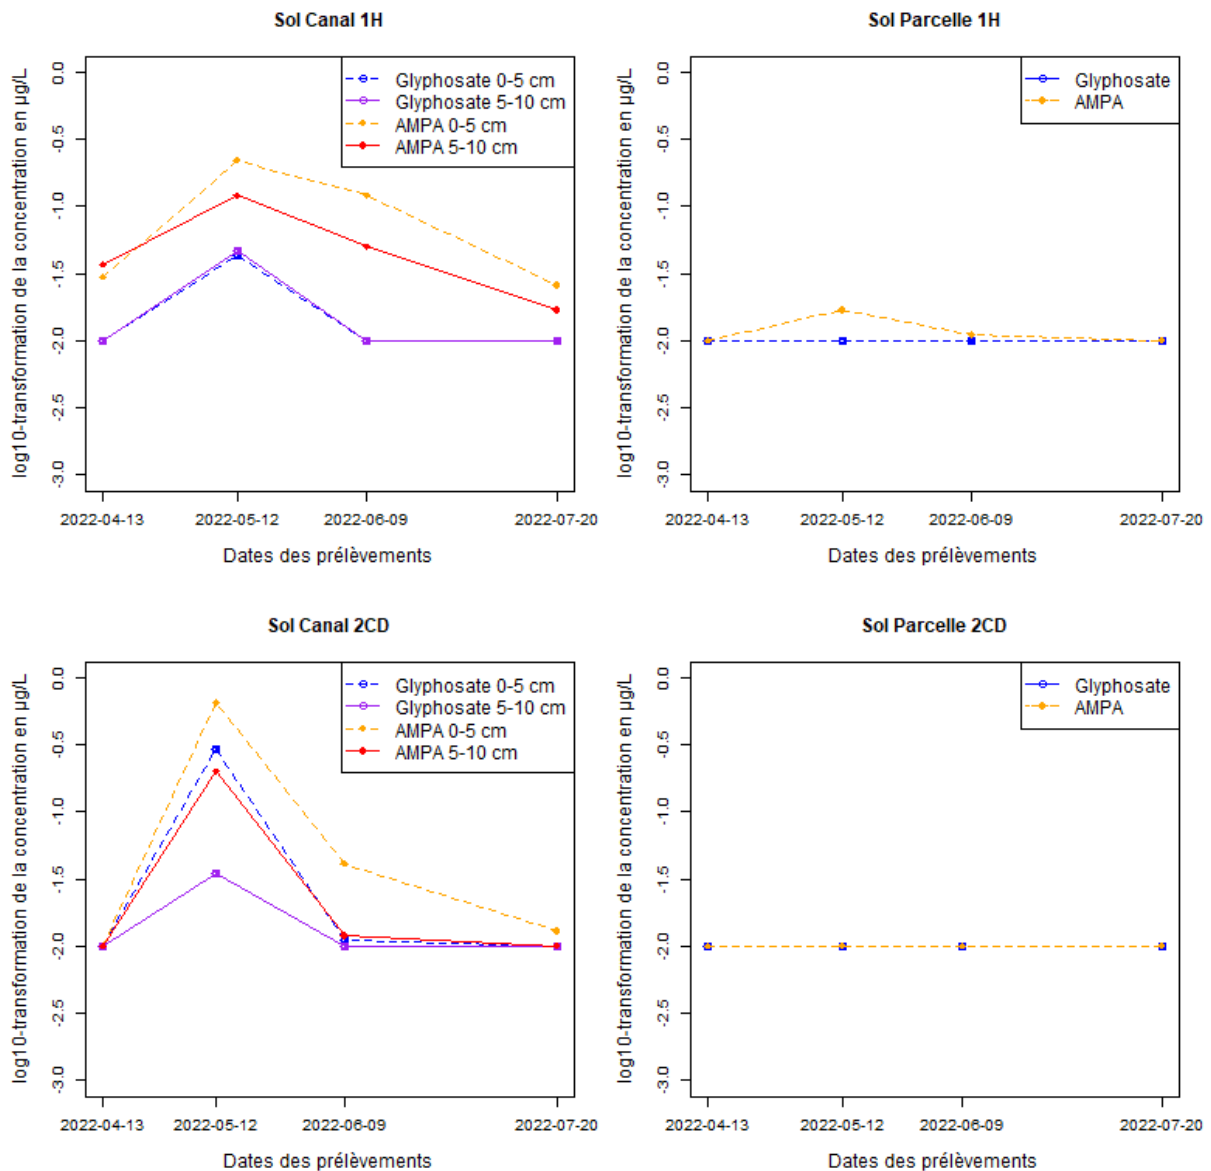 Sol Canal 1H
log10-transformation de la concentration en µg/L
0.0
-0.5
-1.0
-1.5
-2.0
-2.5
-3.0
Glyphosate 0-5 cm
Glyphosate 5-10 cm
AMPA 0-5 cm
AMPA 5-10 cm
2022-04-13 2022-05-12 2022-06-09 2022-07-20
Dates des prélèvements
Sol Parcelle 1H
log10-transformation de la concentration en µg/L
0.0
-0.5
-1.0
-1.5
-2.0
-2.5
-3.0
Glyphosate
AMPA
2022-04-13 2022-05-12 2022-06-09 2022-07-20
Dates des prélèvements
Sol Canal 2CD
log10-transformation de la concentration en µg/L
0.0
-0.5
-1.0
-1.5
-2.0
-2.5
-3.0
Glyphosate 0-5 cm
Glyphosate 5-10 cm
AMPA 0-5 cm
AMPA 5-10 cm
2022-04-13 2022-05-12 2022-06-09 2022-07-20
Dates des prélèvements
Sol Parcelle 2CD
log10-transformation de la concentration en µg/L
0.0
-0.5
-1.0
-1.5
-2.0
-2.5
-3.0
Glyphosate
AMPA
2022-04-13 2022-05-12 2022-06-09 2022-07-20
Dates des prélèvements